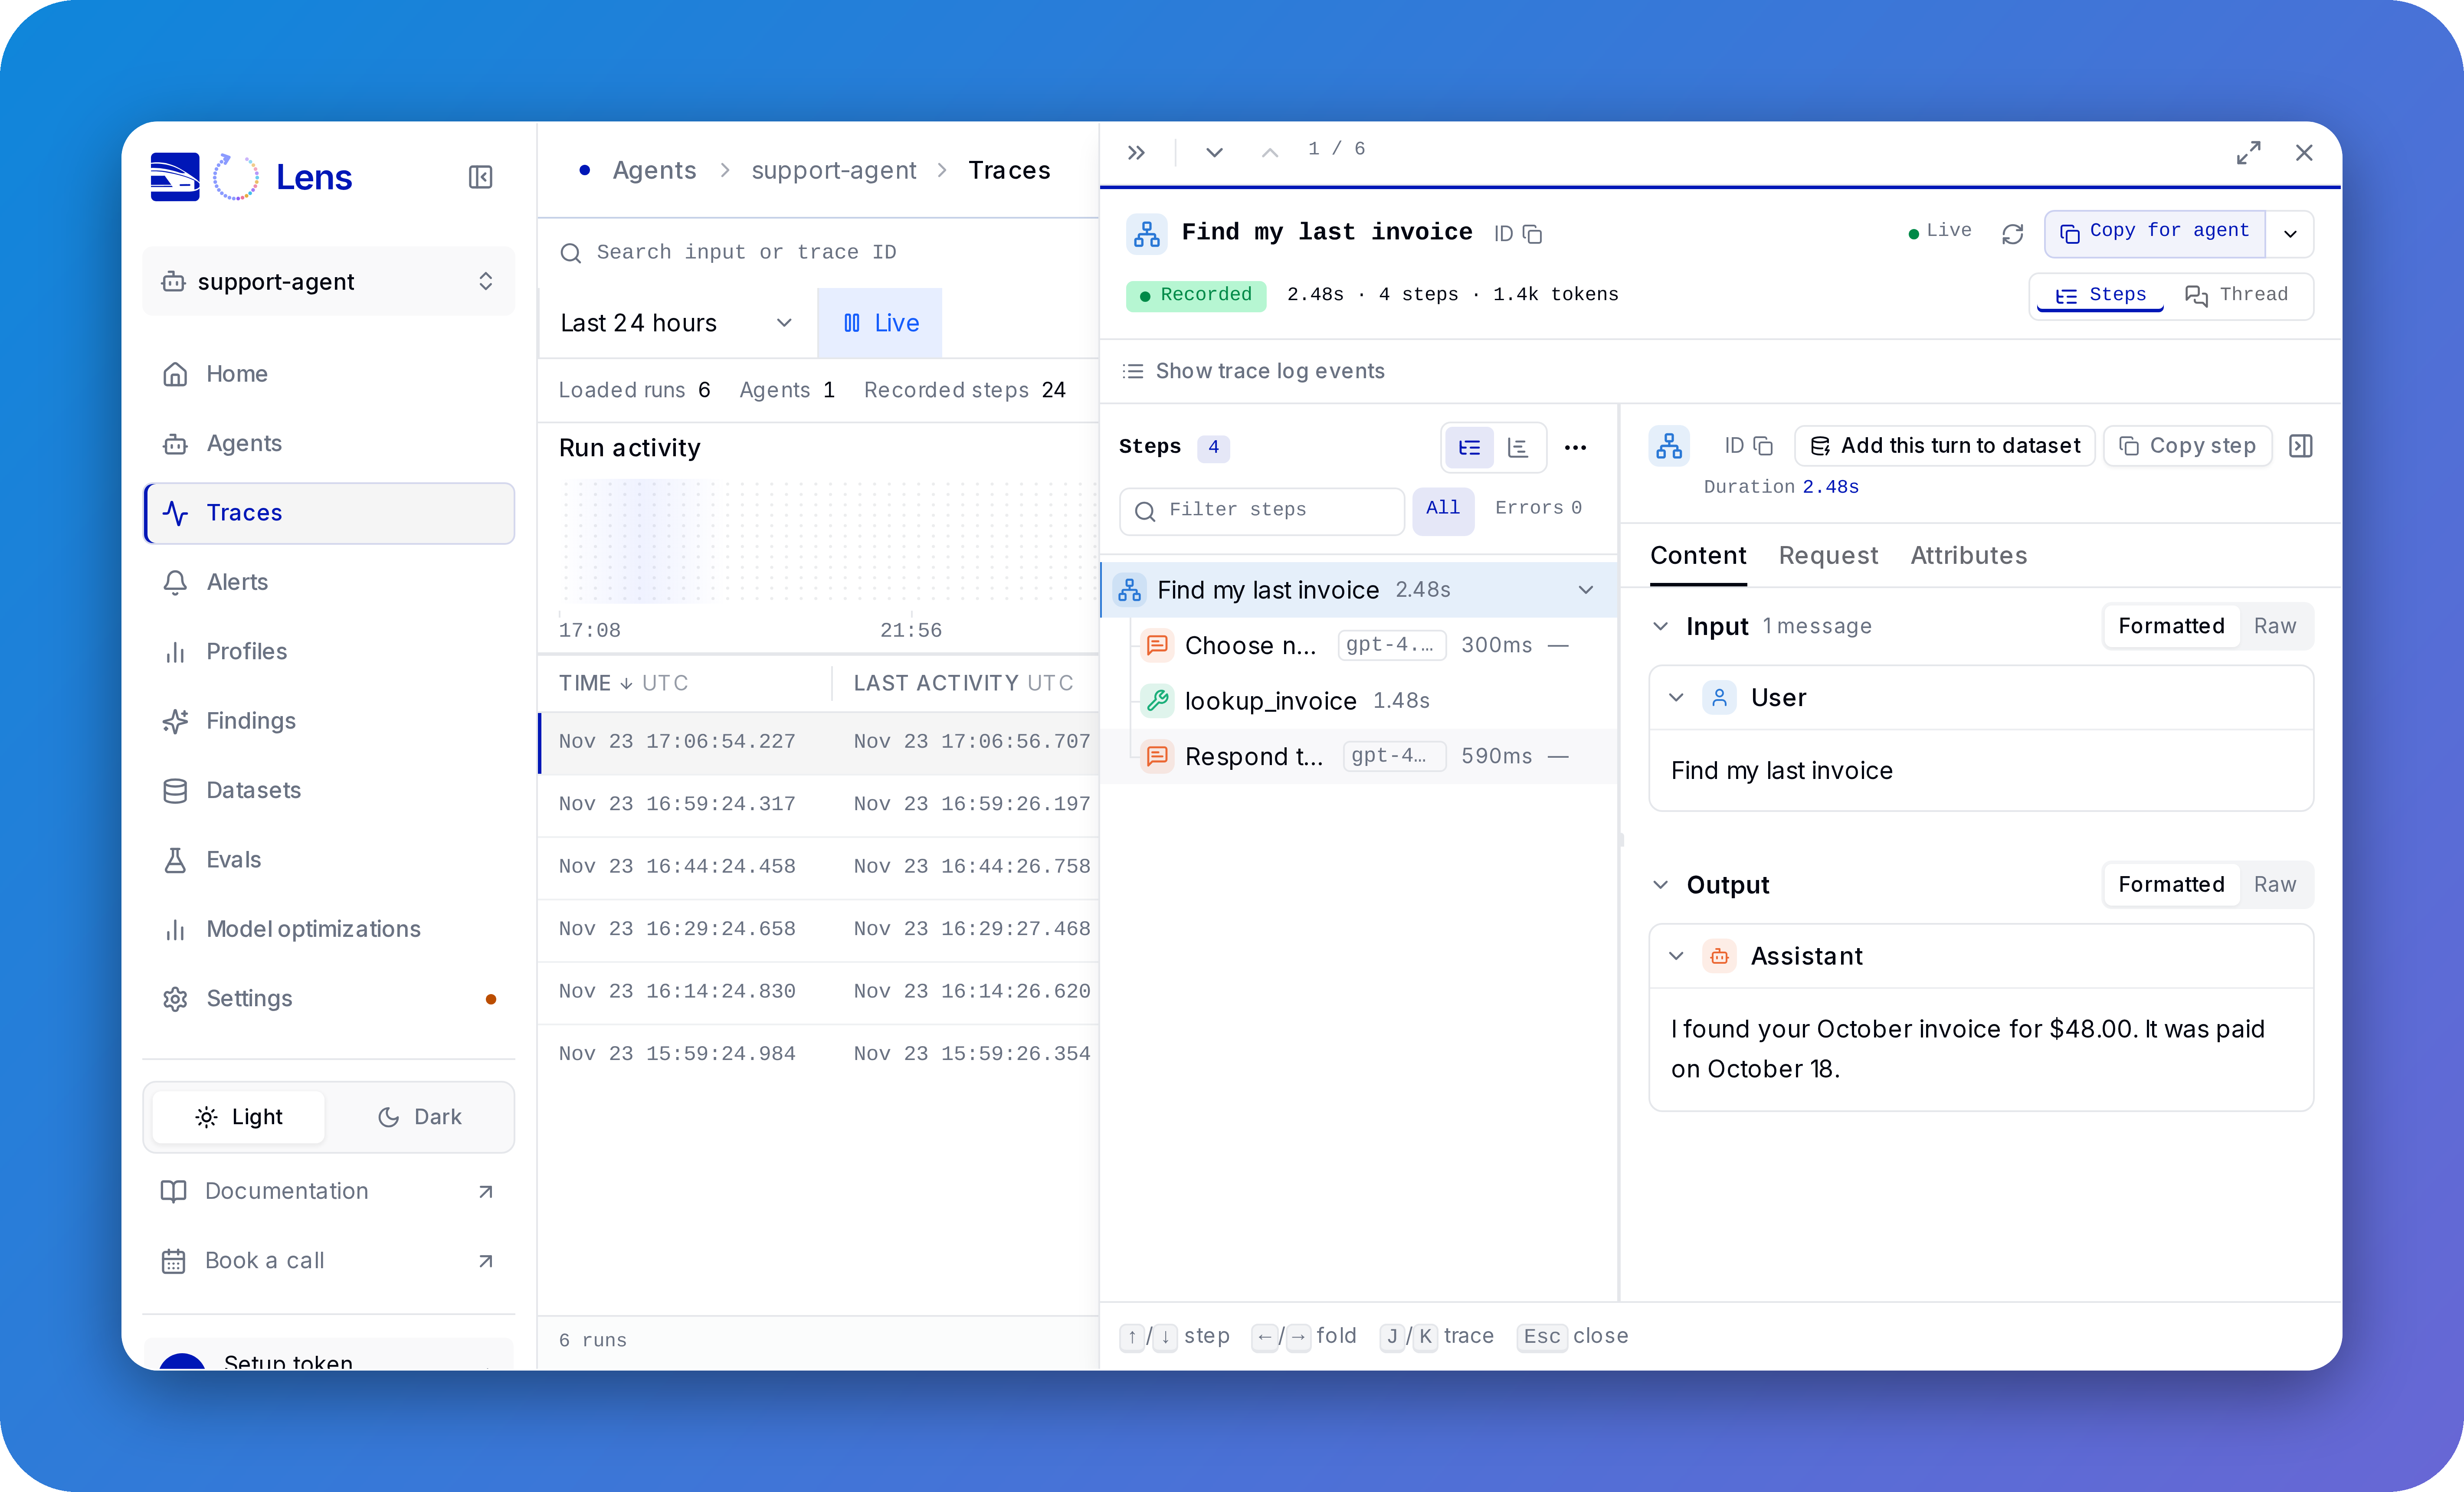 Lens
support-agent
Home
Agents
Traces
Alerts
Profiles
Findings
Datasets
Evals
Model optimizations
Settings
Light
Dark
Documentation
Book a call
Setup token
Agents
support-agent
Traces
Search input or trace ID
Last 24 hours
Live
Loaded runs 6 Agents 1 Recorded steps 24
Run activity
17:08 21:56
TIME ↓ UTC LAST ACTIVITY UTC
Nov 23 17:06:54.227 Nov 23 17:06:56.707
Nov 23 16:59:24.317 Nov 23 16:59:26.197
Nov 23 16:44:24.458 Nov 23 16:44:26.758
Nov 23 16:29:24.658 Nov 23 16:29:27.468
Nov 23 16:14:24.830 Nov 23 16:14:26.620
Nov 23 15:59:24.984 Nov 23 15:59:26.354
6 runs
1 / 6
Find my last invoice ID
Live
Copy for agent
Recorded 2.48s · 4 steps · 1.4k tokens
Steps Thread
Show trace log events
Steps 4
Filter steps
All
Errors 0
Find my last invoice 2.48s
Choose n... gpt-4.... 300ms —
lookup_invoice 1.48s
Respond t... gpt-4... 590ms —
ID
Add this turn to dataset
Copy step
Duration 2.48s
Content Request Attributes
Input 1 message
Formatted Raw
User
Find my last invoice
Output
Formatted Raw
Assistant
I found your October invoice for $48.00. It was paid
on October 18.
↑/↓ step ←/→ fold J/K trace Esc close